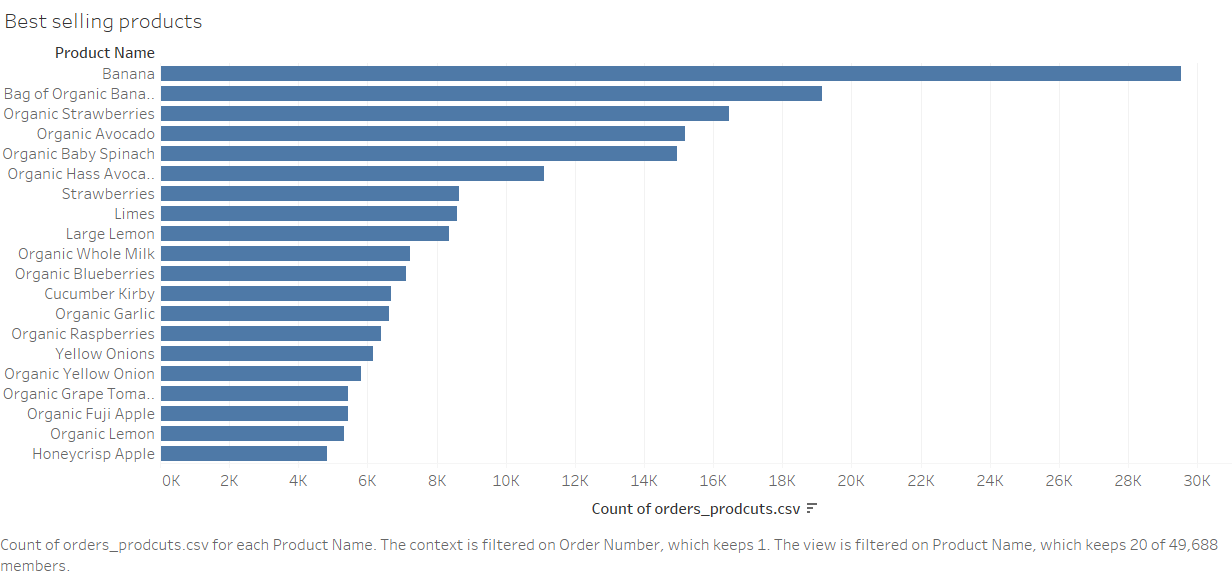 Best selling products
Product Name
Banana
Bag of Organic Bana..
Organic Strawberries
Organic Avocado
Organic Baby Spinach
Organic Hass Avoca..
Strawberries
Limes
Large Lemon
Organic Whole Milk
Organic Blueberries
Cucumber Kirby
Organic Garlic
Organic Raspberries
Yellow Onions
Organic Yellow Onion
Organic Grape Toma..
Organic Fuji Apple
Organic Lemon
Honeycrisp Apple
0K 2K 4K 6K 8K 10K 12K 14K 16K 18K 20K 22K 24K 26K 28K 30K
Count of orders_prodcuts.csv
Count of orders_prodcuts.csv for each Product Name. The context is filtered on Order Number, which keeps 1. The view is filtered on Product Name, which keeps 20 of 49,688
members.